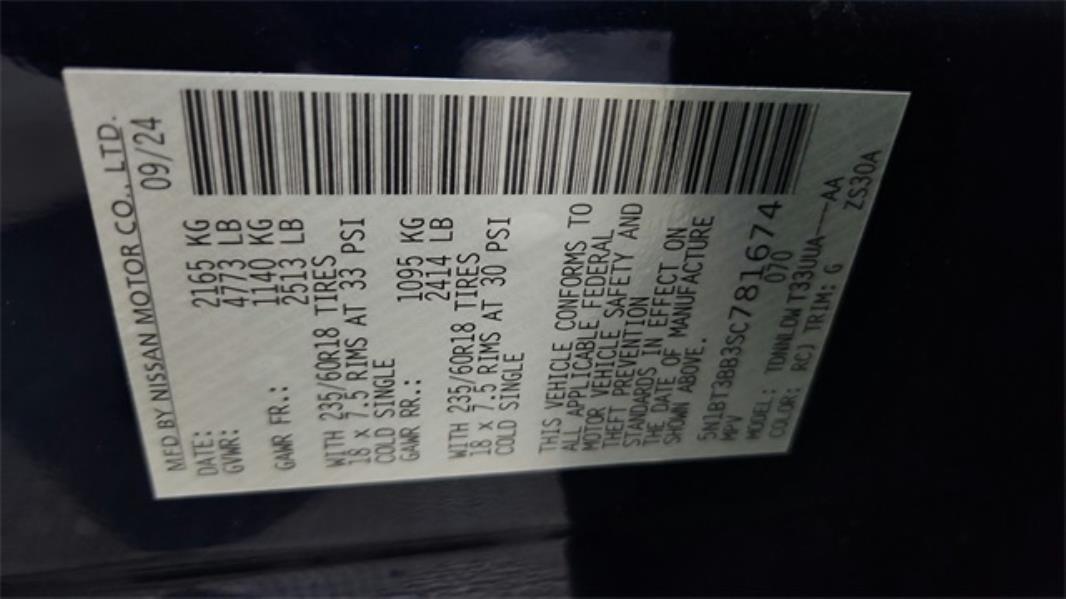 MFD BY NISSAN MOTOR CO., LTD.
DATE: 09/24
GVWR: 2165 KG
4773 LB
GAWR FR.: 1140 KG
2513 LB
WITH 235/60R18 TIRES
18 X 7.5 RIMS AT 33 PSI
COLD SINGLE
GAWR RR.: 1095 KG
2414 LB
WITH 235/60R18 TIRES
18 X 7.5 RIMS AT 30 PSI
COLD SINGLE
THIS VEHICLE CONFORMS TO
ALL APPLICABLE FEDERAL
MOTOR VEHICLE SAFETY AND
THEFT PREVENTION
STANDARDS IN EFFECT ON
THE DATE OF MANUFACTURE
SHOWN ABOVE.
5N1BT3BB3SC781674
MPV 070
MODEL: TDNNLDW T33UUA----AA
COLOR: RCJ TRIM: G ZS30A